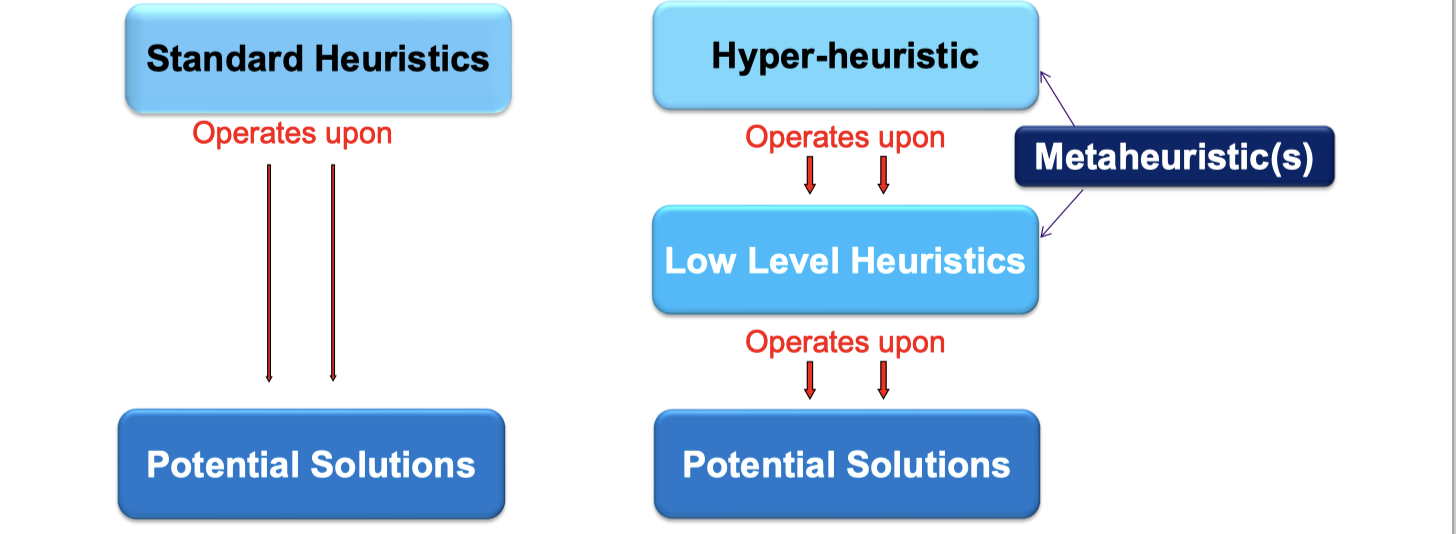 Standard Heuristics
Operates upon
Potential Solutions
Hyper-heuristic
Operates upon
Metaheuristic(s)
Low Level Heuristics
Operates upon
Potential Solutions